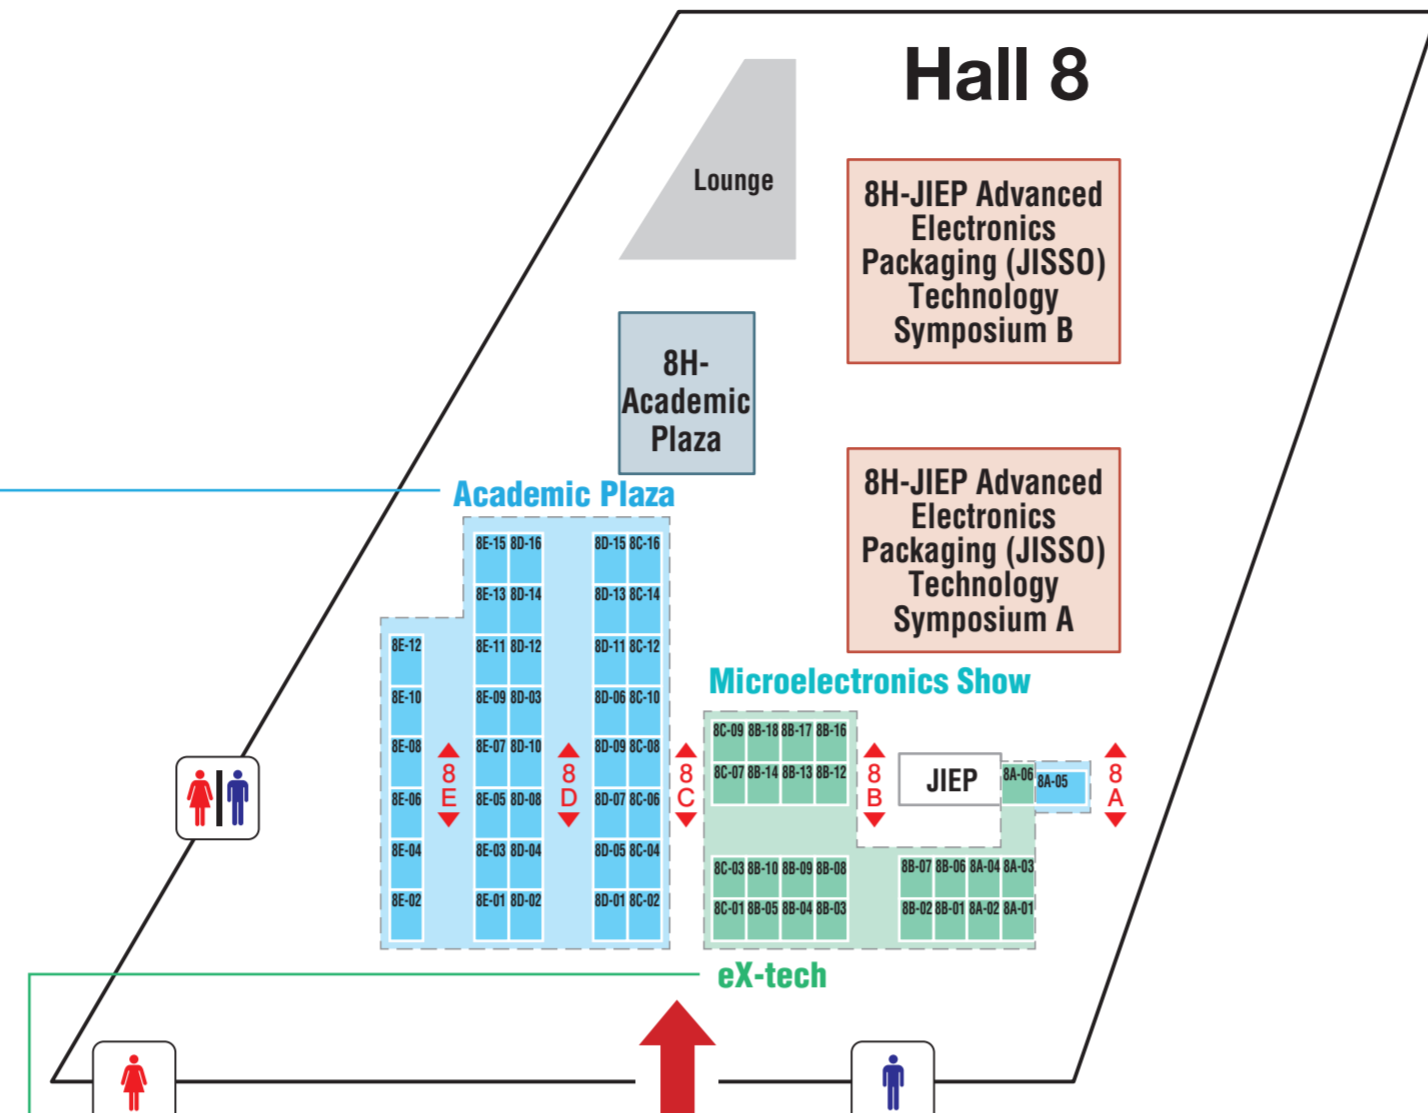 Hall 8
Lounge
8H-JIEP Advanced
Electronics
Packaging (JISSO)
Technology
Symposium B
8H-
Academic
Plaza
8H-JIEP Advanced
Electronics
Packaging (JISSO)
Technology
Symposium A
Academic Plaza
8E-15 8D-16 8D-15 8C-16
8E-13 8D-14 8D-13 8C-14
8E-12 8E-11 8D-12 8D-11 8C-12
8E-10 8E-09 8D-03 8D-06 8C-10
8E-08 8E-07 8D-10 8D-09 8C-08
8E-06 8E-05 8D-08 8D-07 8C-06
8E-04 8E-03 8D-04 8D-05 8C-04
8E-02 8E-01 8D-02 8D-01 8C-02
8
E
8
D
8
C
Microelectronics Show
8C-09 8B-18 8B-17 8B-16
8C-07 8B-14 8B-13 8B-12
8
B
JIEP
8A-06
8A-05
8
A
8C-03 8B-10 8B-09 8B-08
8C-01 8B-05 8B-04 8B-03
8B-07 8B-06 8A-04 8A-03
8B-02 8B-01 8A-02 8A-01
eX-tech